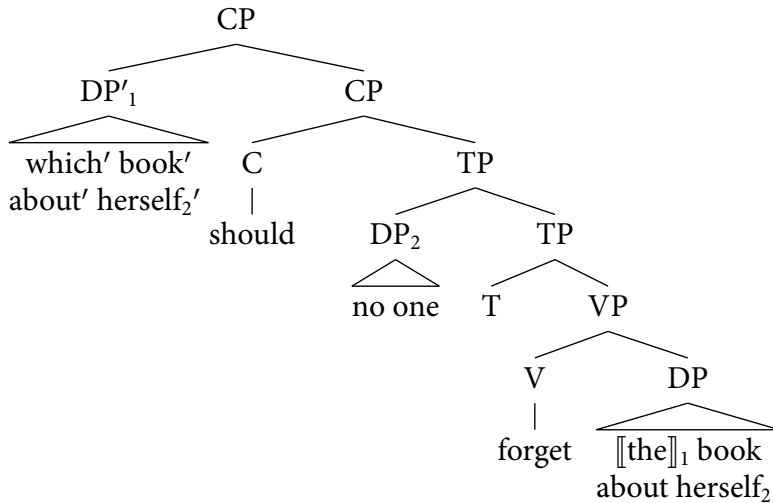 CP
DP′₁ CP
which′ book′
about′ herself₂′
C TP
should
DP₂ TP
no one
T VP
V DP
forget
⟦the⟧₁ book
about herself₂